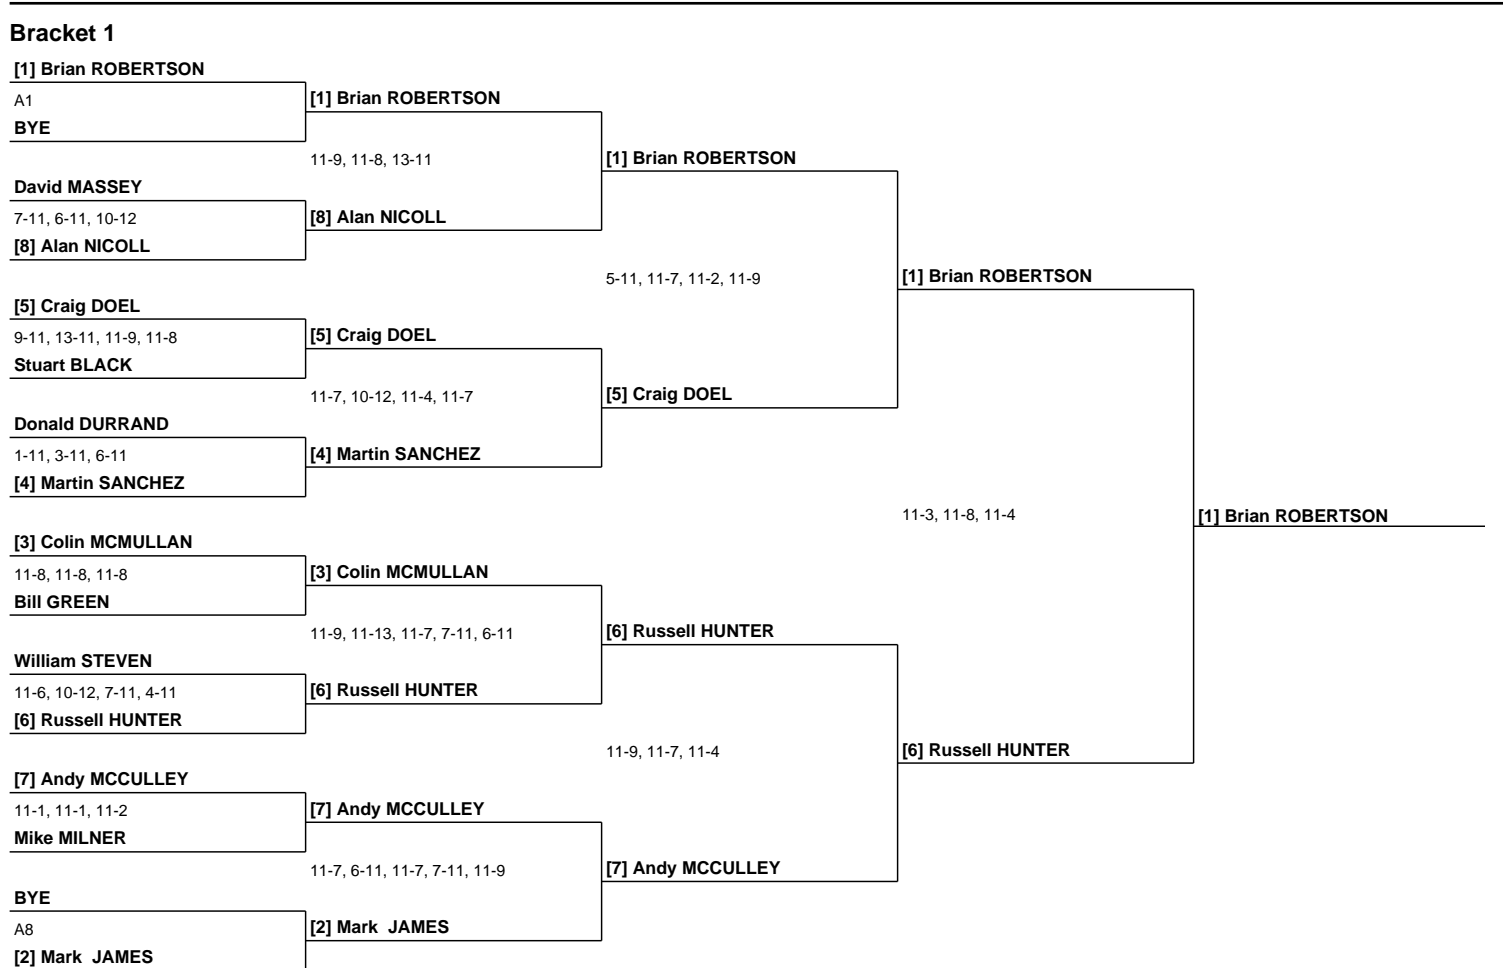 Bracket 1
[1] Brian ROBERTSON
A1
BYE
David MASSEY
7-11, 6-11, 10-12
[8] Alan NICOLL
[5] Craig DOEL
9-11, 13-11, 11-9, 11-8
Stuart BLACK
Donald DURRAND
1-11, 3-11, 6-11
[4] Martin SANCHEZ
[3] Colin MCMULLAN
11-8, 11-8, 11-8
Bill GREEN
William STEVEN
11-6, 10-12, 7-11, 4-11
[6] Russell HUNTER
[7] Andy MCCULLEY
11-1, 11-1, 11-2
Mike MILNER
BYE
A8
[2] Mark JAMES
[1] Brian ROBERTSON
11-9, 11-8, 13-11
[8] Alan NICOLL
[5] Craig DOEL
11-7, 10-12, 11-4, 11-7
[4] Martin SANCHEZ
[3] Colin MCMULLAN
11-9, 11-13, 11-7, 7-11, 6-11
[6] Russell HUNTER
[7] Andy MCCULLEY
11-7, 6-11, 11-7, 7-11, 11-9
[2] Mark JAMES
[1] Brian ROBERTSON
5-11, 11-7, 11-2, 11-9
[5] Craig DOEL
[6] Russell HUNTER
11-9, 11-7, 11-4
[7] Andy MCCULLEY
[1] Brian ROBERTSON
11-3, 11-8, 11-4
[6] Russell HUNTER
[1] Brian ROBERTSON